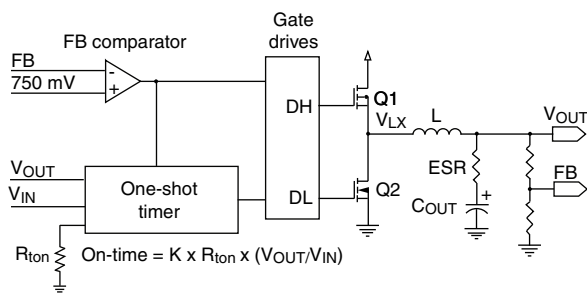 FB comparator
Gate
drives
FB
750 mV
-
+
DH
DL
Q1
VLX
L
VOUT
ESR
FB
Q2
COUT
+
VOUT
VIN
One-shot
timer
Rton
On-time = K x Rton x (VOUT/VIN)